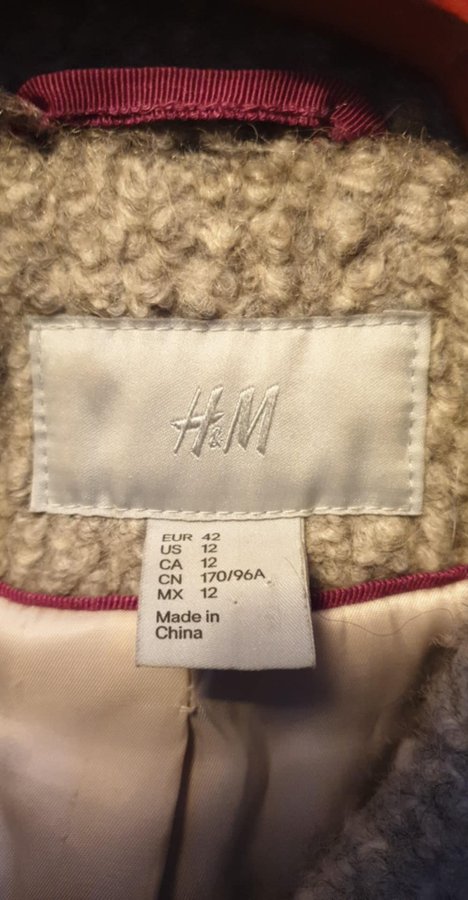 H&M
EUR 42
US 12
CA 12
CN 170/96A
MX 12
Made in
China